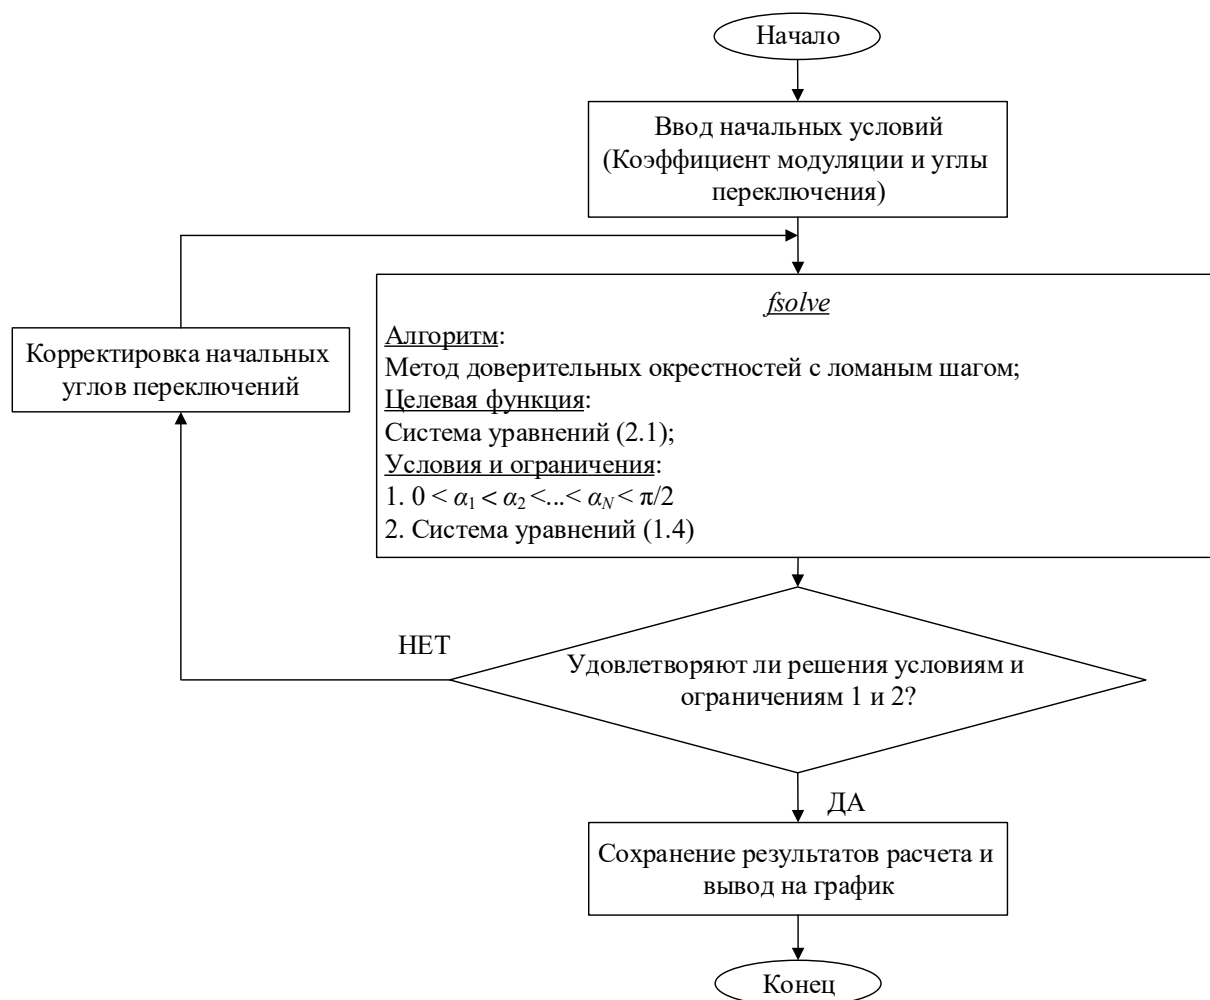 Начало
Ввод начальных условий
(Коэффициент модуляции и углы
переключения)
fsolve
Алгоритм:
Метод доверительных окрестностей с ломаным шагом;
Целевая функция:
Система уравнений (2.1);
Условия и ограничения:
1. 0 < α₁ < α₂ <...< αN < π/2
2. Система уравнений (1.4)
Корректировка начальных
углов переключений
НЕТ
Удовлетворяют ли решения условиям и
ограничениям 1 и 2?
ДА
Сохранение результатов расчета и
вывод на график
Конец